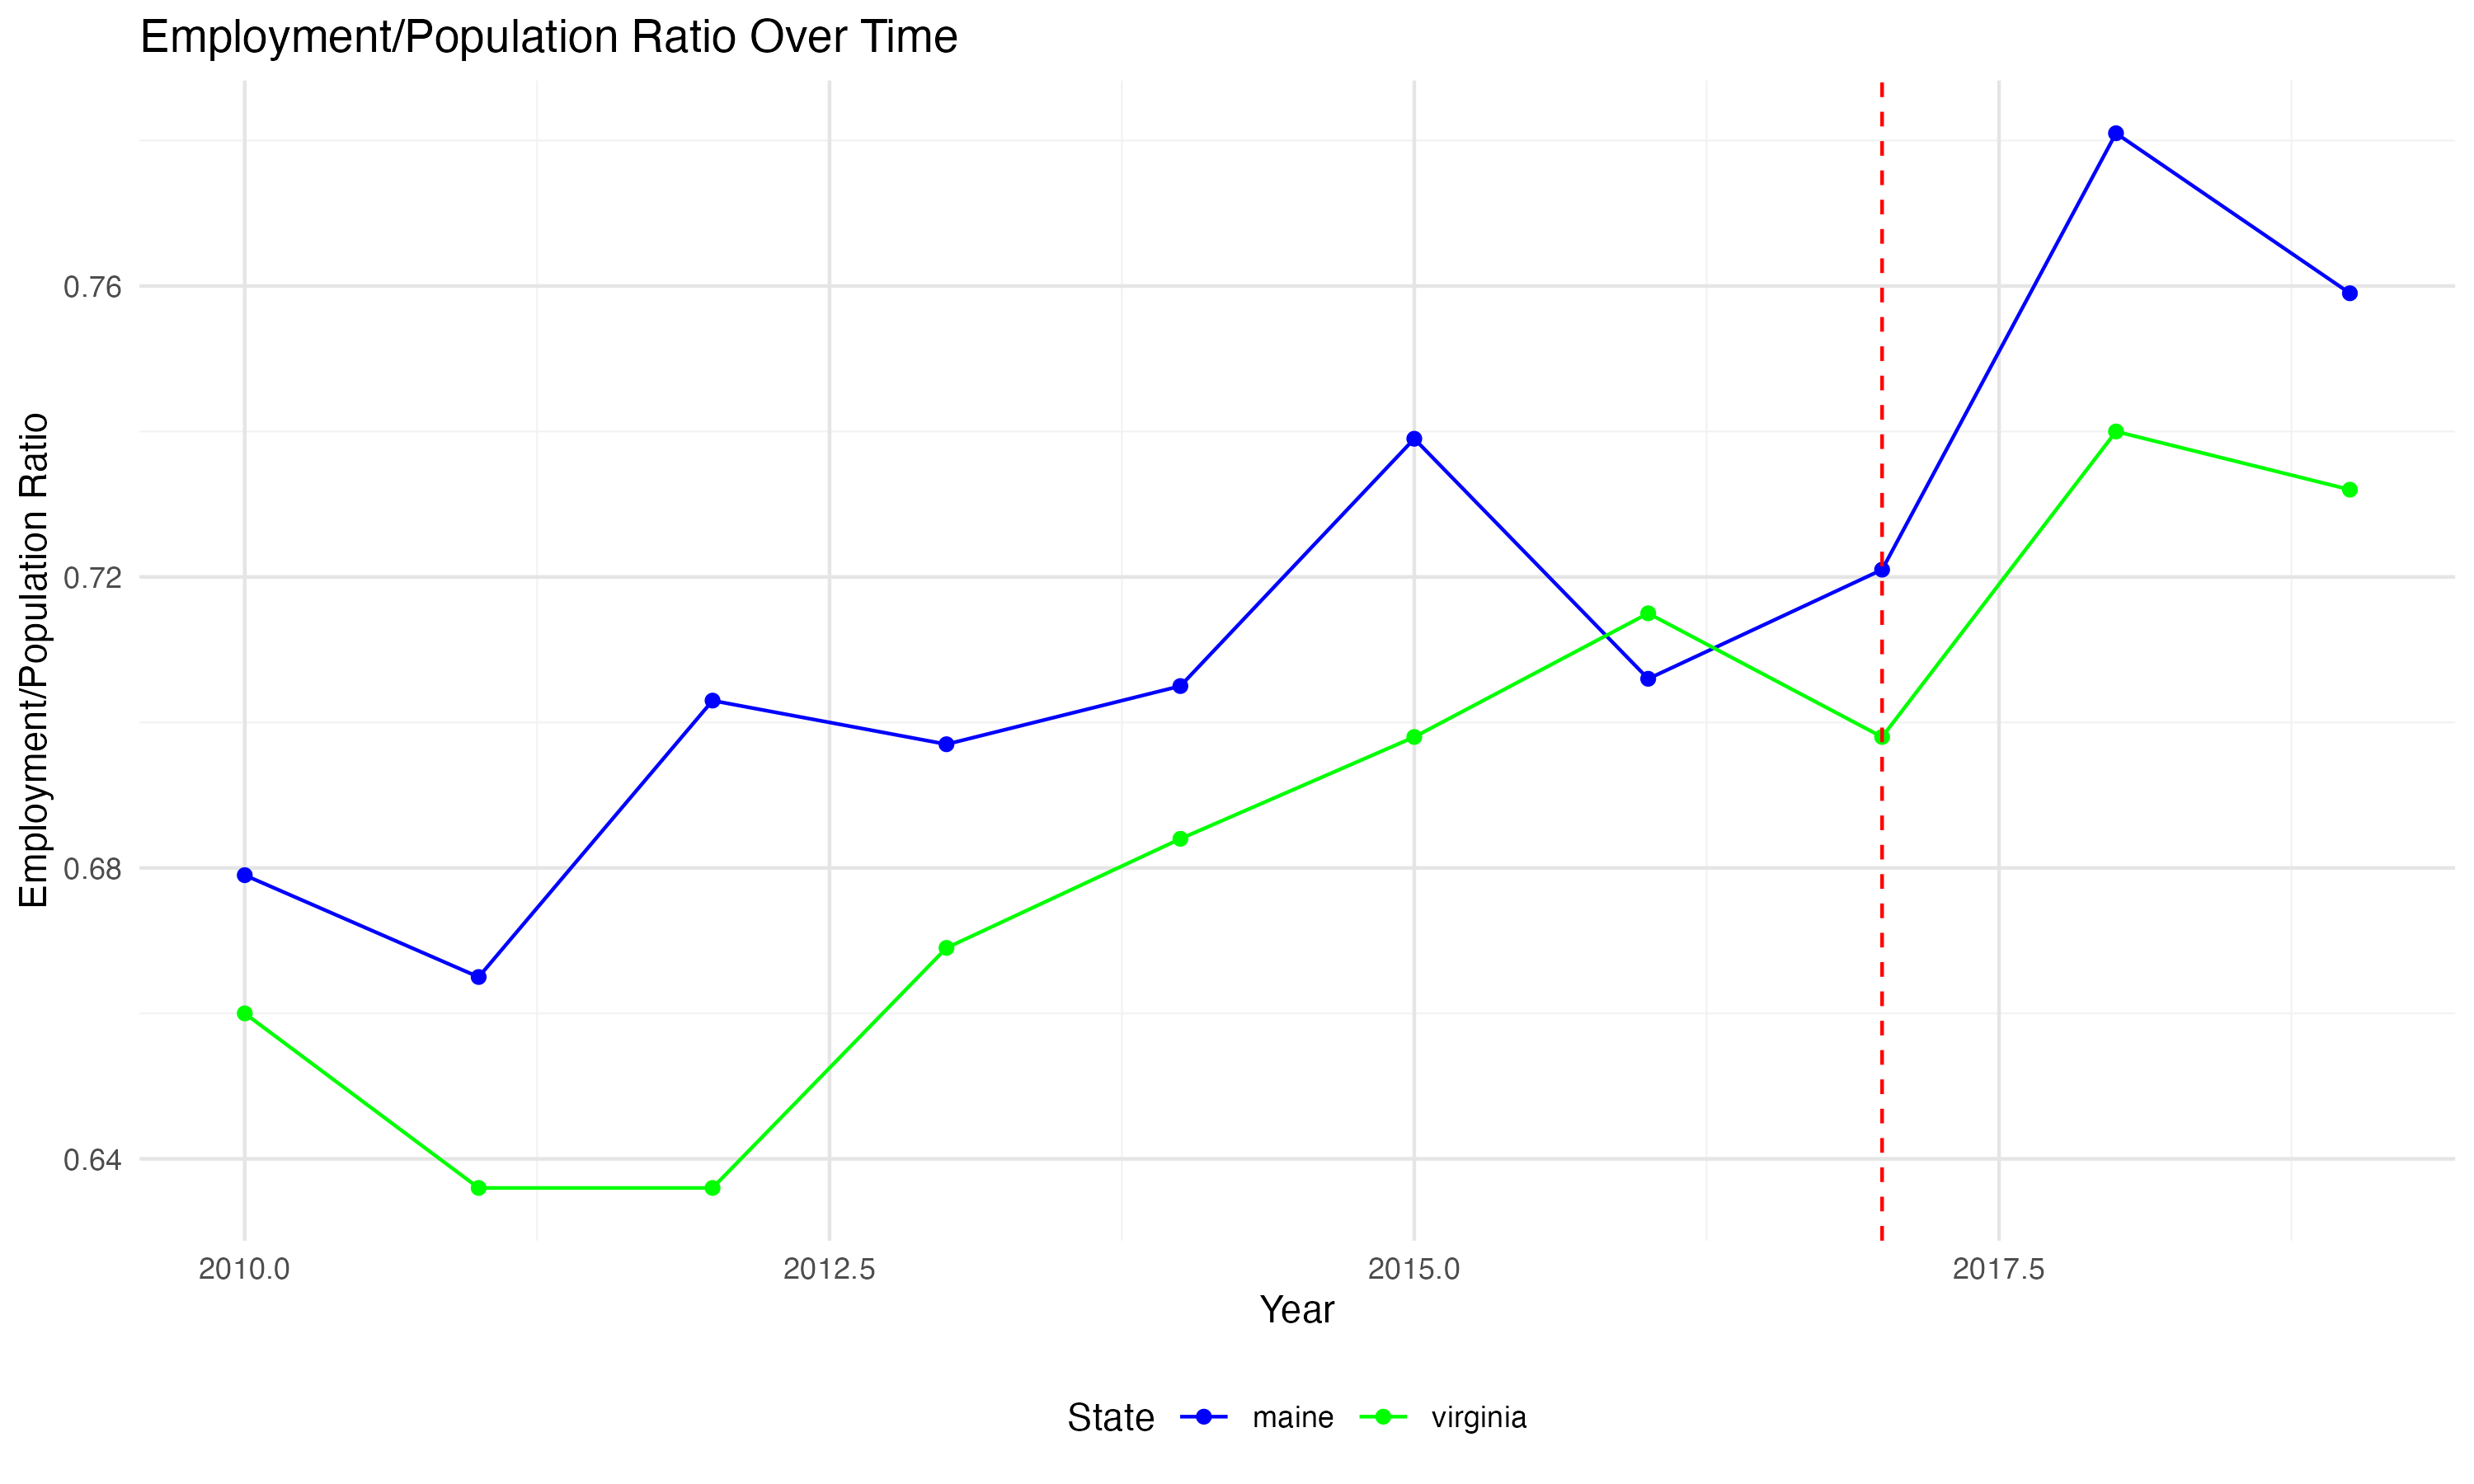 Employment/Population Ratio Over Time
Employment/Population Ratio
0.76
0.72
0.68
0.64
2010.0 2012.5 2015.0 2017.5
Year
State maine virginia